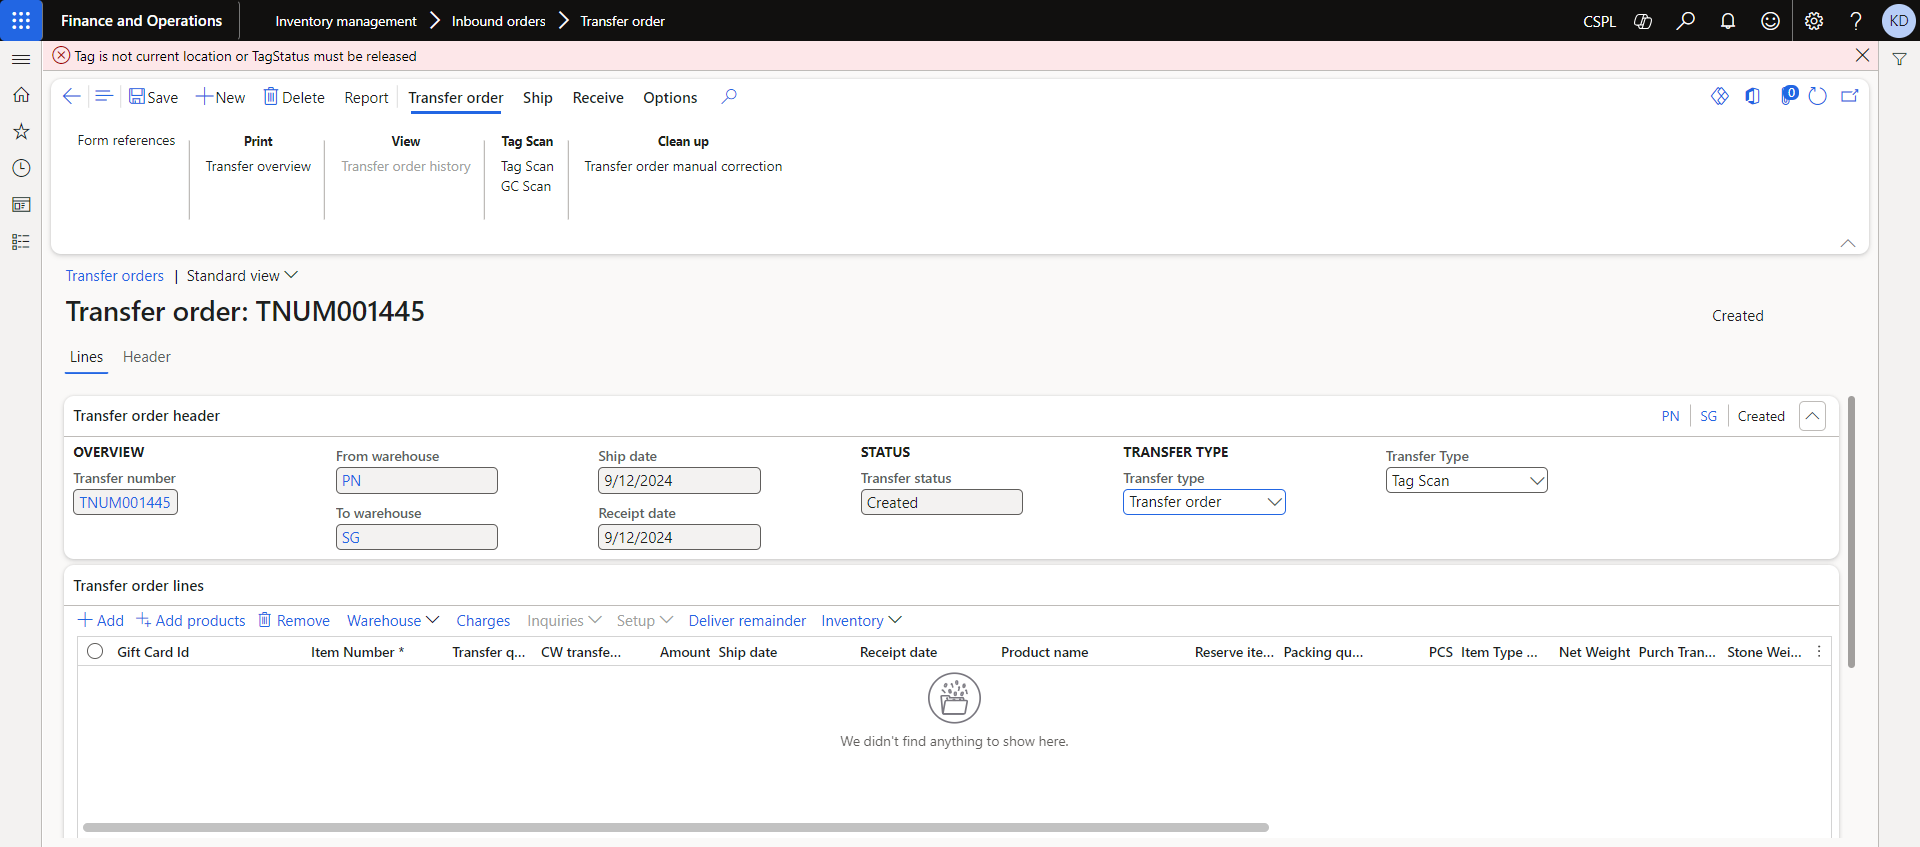 Finance and Operations
Inventory management
Inbound orders
Transfer order
CSPL
KD
Tag is not current location or TagStatus must be released
Save
New
Delete
Report
Transfer order
Ship
Receive
Options
0
Form references
Print
Transfer overview
View
Transfer order history
Tag Scan
Tag Scan
GC Scan
Clean up
Transfer order manual correction
Transfer orders | Standard view
Transfer order: TNUM001445
Created
Lines
Header
Transfer order header
PN
SG
Created
OVERVIEW
Transfer number
TNUM001445
From warehouse
PN
To warehouse
SG
Ship date
9/12/2024
Receipt date
9/12/2024
STATUS
Transfer status
Created
TRANSFER TYPE
Transfer type
Transfer order
Transfer Type
Tag Scan
Transfer order lines
Add
Add products
Remove
Warehouse
Charges
Inquiries
Setup
Deliver remainder
Inventory
Gift Card Id
Item Number *
Transfer q...
CW transfe...
Amount
Ship date
Receipt date
Product name
Reserve ite...
Packing qu...
PCS
Item Type ...
Net Weight
Purch Tran...
Stone Wei...
We didn't find anything to show here.